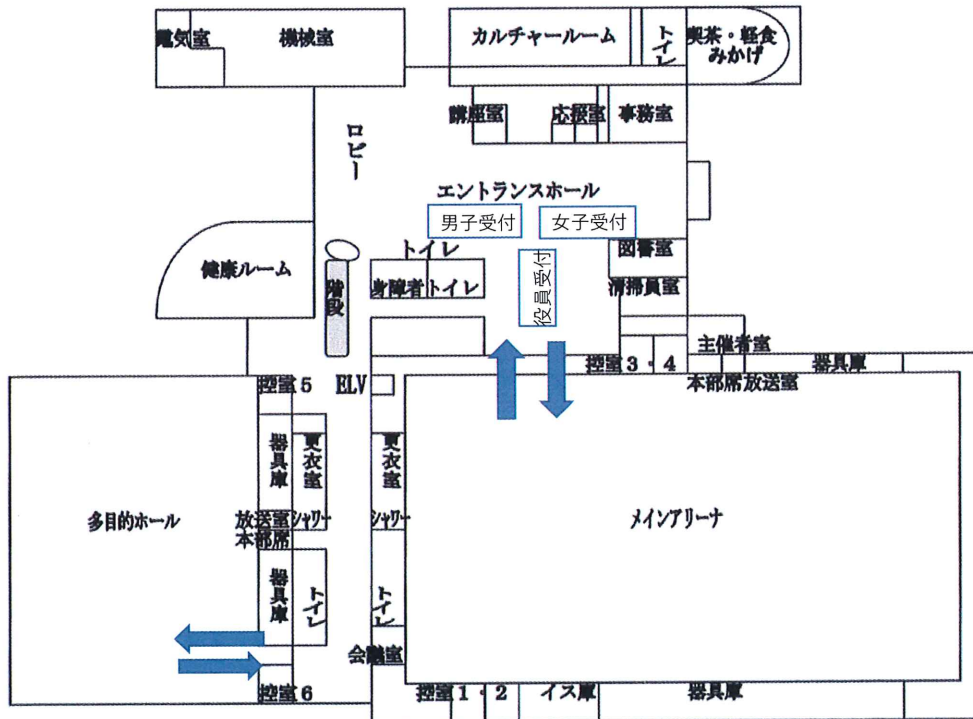 電気室
機械室
カルチャールーム
トイレ
喫茶・軽食
みかげ
講座室
応接室
事務室
ロビー
エントランスホール
男子受付
女子受付
役員受付
図書室
清掃員室
健康ルーム
階段
トイレ
身障者トイレ
主催者室
控室3・4
器具庫
本部席放送室
控室5
ELV
器具庫
更衣室
更衣室
多目的ホール
放送室
シャワー
シャワー
本部席
メインアリーナ
器具庫
トイレ
トイレ
会議室
控室6
控室1・2
イス庫
器具庫